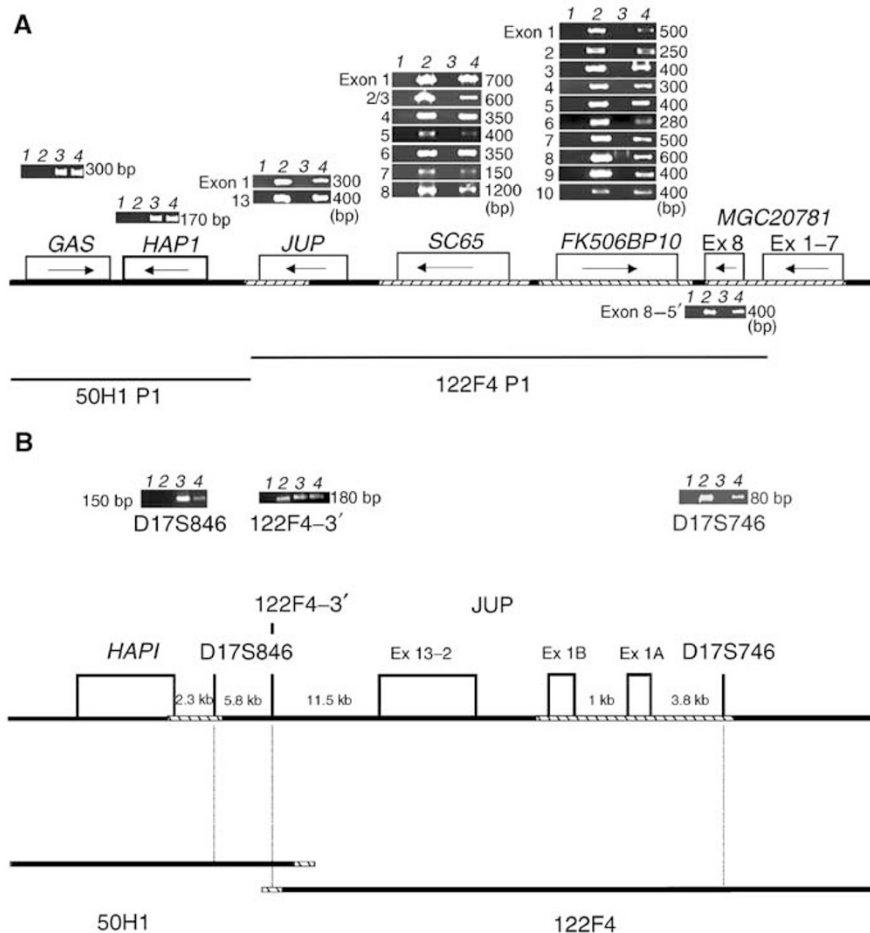 A
1 2 3 4
Exon 1 500
2 250
3 400
4 300
5 400
6 280
7 500
8 600
9 400
10 400
(bp)
1 2 3 4
Exon 1 700
2/3 600
4 350
5 400
6 350
7 150
8 1200
(bp)
1 2 3 4
300 bp
1 2 3 4
170 bp
1 2 3 4
Exon 1 300
13 400
(bp)
GAS
HAP1
JUP
SC65
FK506BP10
MGC20781
Ex 8 Ex 1–7
1 2 3 4
Exon 8–5′ 400
(bp)
50H1 P1
122F4 P1
B
1 2 3 4
150 bp
D17S846
1 2 3 4
180 bp
122F4–3′
1 2 3 4
80 bp
D17S746
122F4–3′
JUP
HAPI
D17S846
Ex 13–2
Ex 1B
Ex 1A
D17S746
2.3 kb
5.8 kb
11.5 kb
1 kb
3.8 kb
50H1
122F4